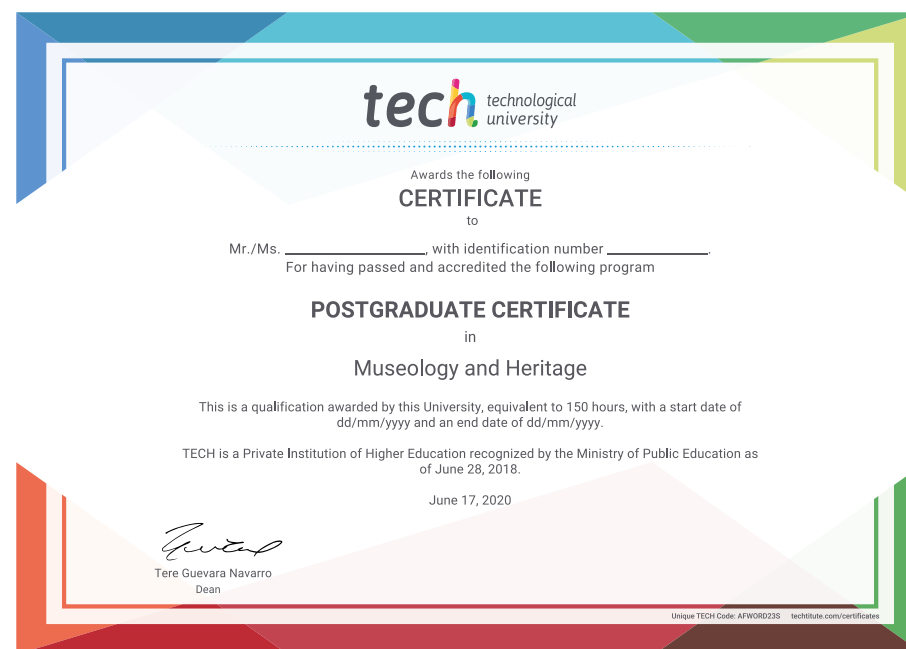 tech technological
university
Awards the following
CERTIFICATE
to
Mr./Ms. ____________________, with identification number ______________.
For having passed and accredited the following program
POSTGRADUATE CERTIFICATE
in
Museology and Heritage
This is a qualification awarded by this University, equivalent to 150 hours, with a start date of
dd/mm/yyyy and an end date of dd/mm/yyyy.
TECH is a Private Institution of Higher Education recognized by the Ministry of Public Education as
of June 28, 2018.
June 17, 2020
Tere Guevara Navarro
Dean
Unique TECH Code: AFWORD23S techtitute.com/certificates